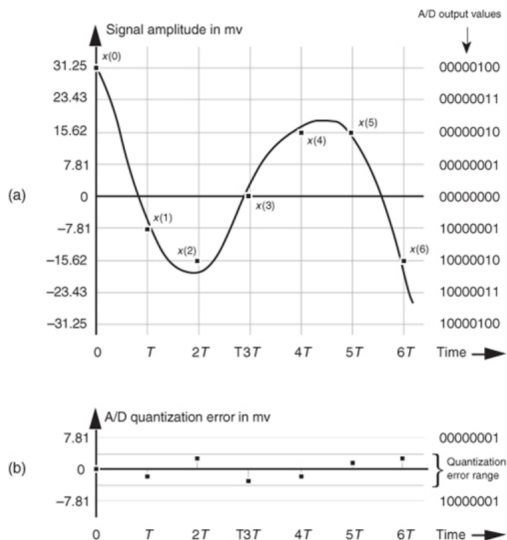 A/D output values
Signal amplitude in mv
x(0)
31.25 00000100
23.43 00000011
15.62 x(4) x(5) 00000010
7.81 00000001
(a) 0 x(3) 00000000
-7.81 x(1) 10000001
-15.62 x(2) x(6) 10000010
-23.43 10000011
-31.25 10000100
0 T 2T T3T 4T 5T 6T Time
A/D quantization error in mv
7.81 00000001
(b) 0 Quantization
error range
-7.81 10000001
T 2T T3T 4T 5T 6T Time